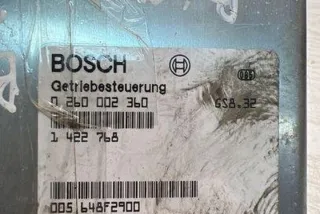 BOSCH
Getriebesteuerung
0 260 002 360 GS8.32
1 422 768
005 648F2900